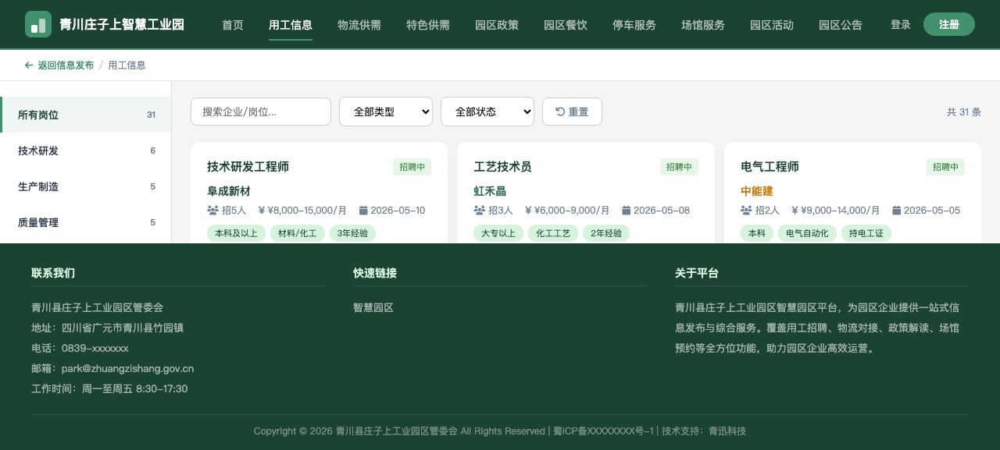 青川庄子上智慧工业园 首页 用工信息 物流供需 特色供需 园区政策 园区餐饮 停车服务 场馆服务 园区活动 园区公告 登录 注册
← 返回信息发布 / 用工信息
所有岗位 31
技术研发 6
生产制造 5
质量管理 5
搜索企业/岗位... 全部类型 全部状态 重置 共 31 条
技术研发工程师 招聘中
阜成新材
招5人 ¥ ¥8,000-15,000/月 2026-05-10
本科及以上 材料/化工 3年经验
工艺技术员 招聘中
虹禾晶
招3人 ¥ ¥6,000-9,000/月 2026-05-08
大专以上 化工工艺 2年经验
电气工程师 招聘中
中能建
招2人 ¥ ¥9,000-14,000/月 2026-05-05
本科 电气自动化 持电工证
联系我们
青川县庄子上工业园区管委会
地址：四川省广元市青川县竹园镇
电话：0839-xxxxxxx
邮箱：park@zhuangzishang.gov.cn
工作时间：周一至周五 8:30-17:30
快速链接
智慧园区
关于平台
青川县庄子上工业园区智慧园区平台，为园区企业提供一站式信
息发布与综合服务。覆盖用工招聘、物流对接、政策解读、场馆
预约等全方位功能，助力园区企业高效运营。
Copyright © 2026 青川县庄子上工业园区管委会 All Rights Reserved | 蜀ICP备XXXXXXXX号-1 | 技术支持：青迅科技